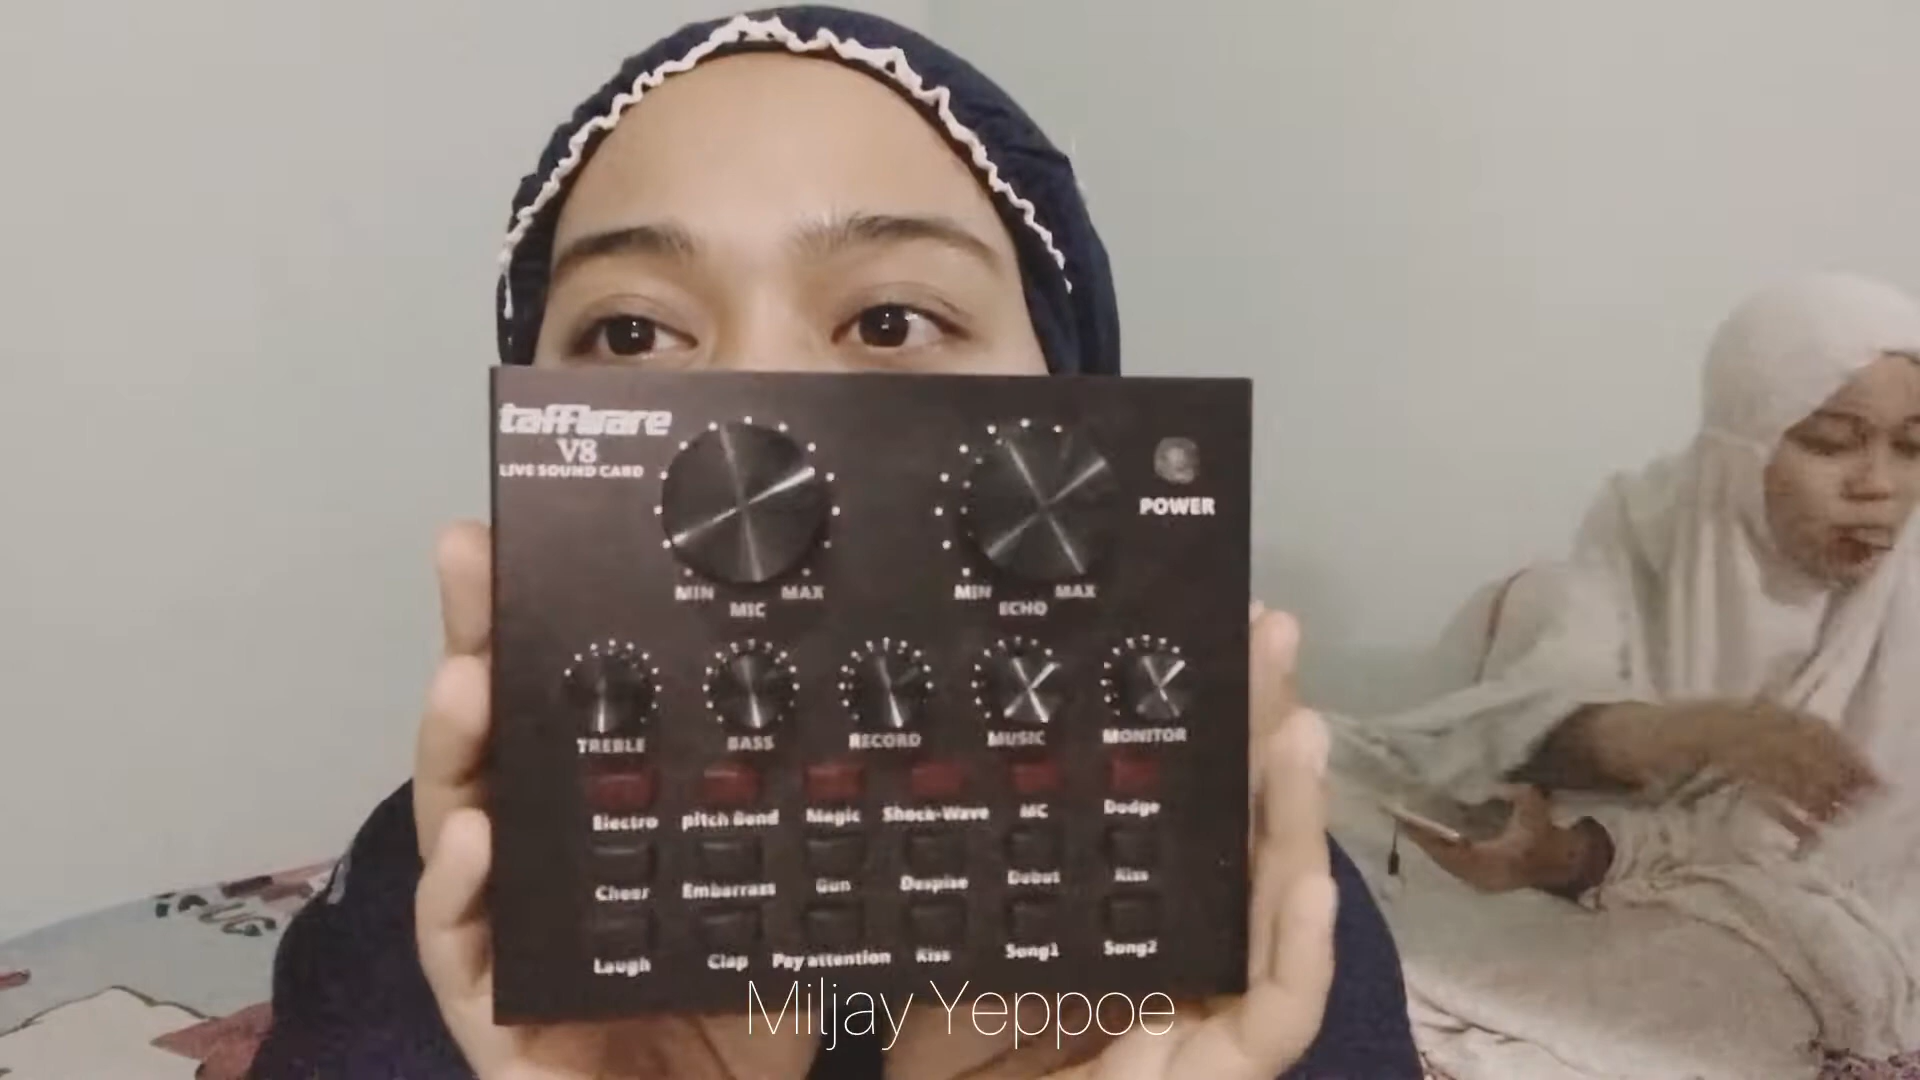 taffware
V8
LIVE SOUND CARD
POWER
MIN MAX
MIC
MIN MAX
ECHO
TREBLE BASS RECORD MUSIC MONITOR
Electro pitch Bend Magic Shock-Wave MC Dodge
Cheer Embarrass Gun Despise Debut Kiss
Laugh Clap Pay attention Kiss Song1 Song2
Miljay Yeppoe